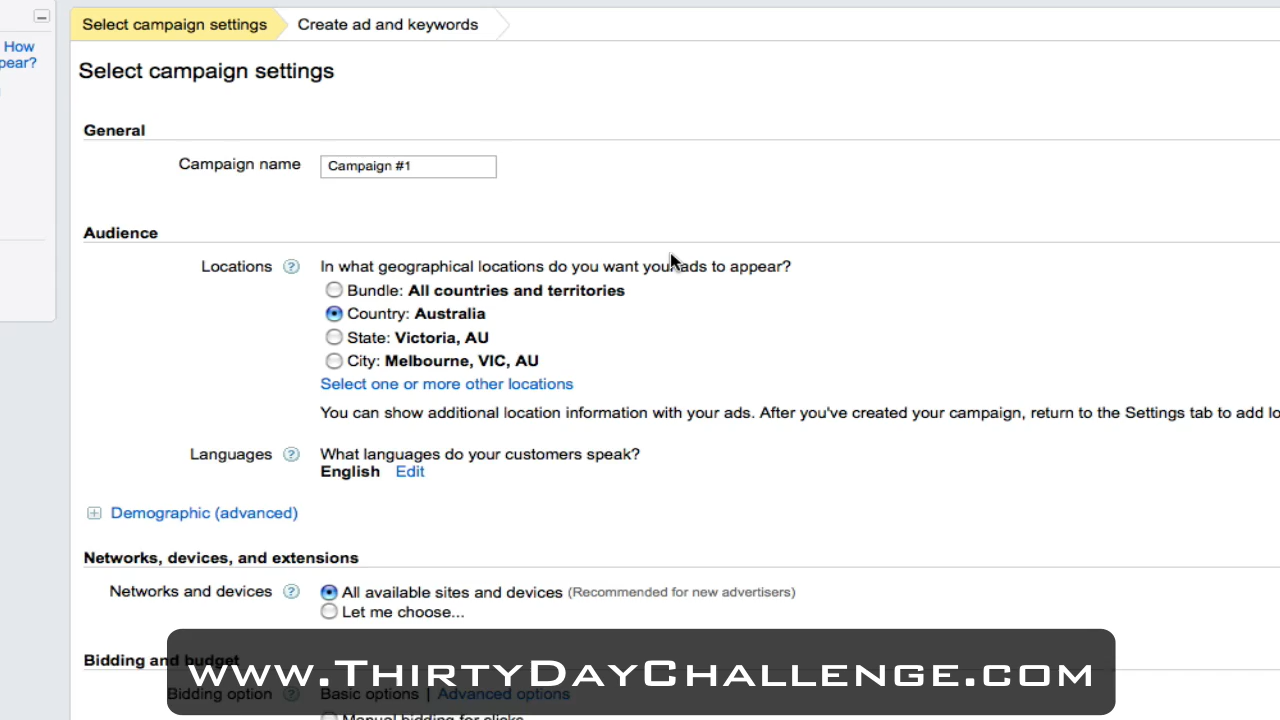 Select campaign settings
Create ad and keywords
How
pear?
Select campaign settings
General
Campaign name
Campaign #1
Audience
Locations ? In what geographical locations do you want your ads to appear?
Bundle: All countries and territories
Country: Australia
State: Victoria, AU
City: Melbourne, VIC, AU
Select one or more other locations
You can show additional location information with your ads. After you've created your campaign, return to the Settings tab to add lo
Languages ? What languages do your customers speak?
English Edit
Demographic (advanced)
Networks, devices, and extensions
Networks and devices ? All available sites and devices (Recommended for new advertisers)
Let me choose...
Bidding and budget
www.ThirtyDayChallenge.com
Bidding option ? Basic options | Advanced options
Manual bidding for clicks